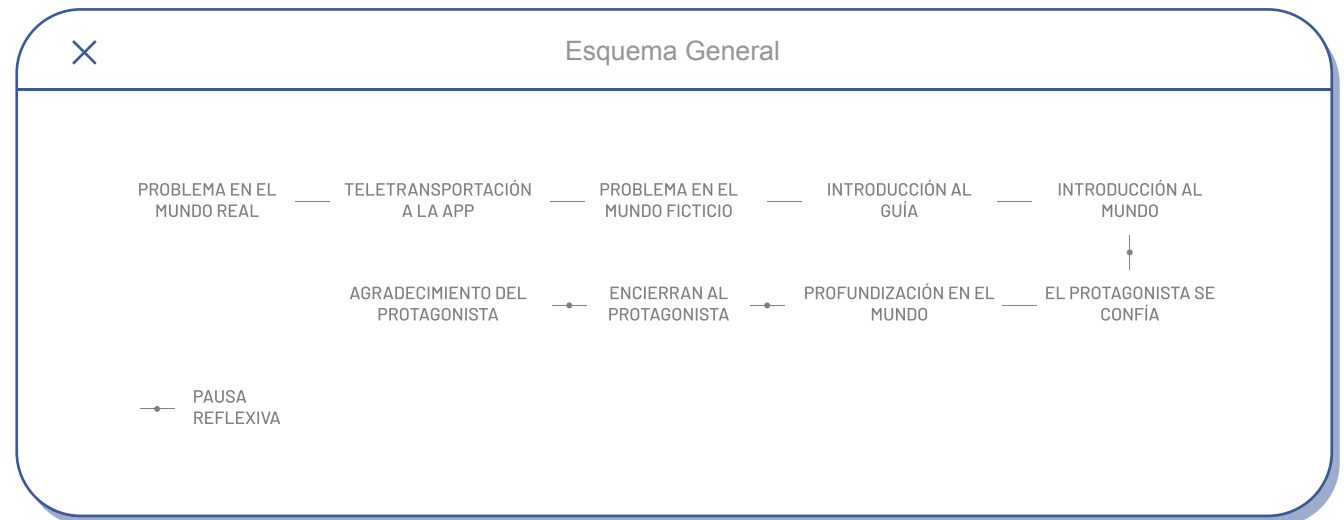 Esquema General
PROBLEMA EN EL
MUNDO REAL
TELETRANSPORTACIÓN
A LA APP
PROBLEMA EN EL
MUNDO FICTICIO
INTRODUCCIÓN AL
GUÍA
INTRODUCCIÓN AL
MUNDO
AGRADECIMIENTO DEL
PROTAGONISTA
ENCIERRAN AL
PROTAGONISTA
PROFUNDIZACIÓN EN EL
MUNDO
EL PROTAGONISTA SE
CONFÍA
PAUSA
REFLEXIVA